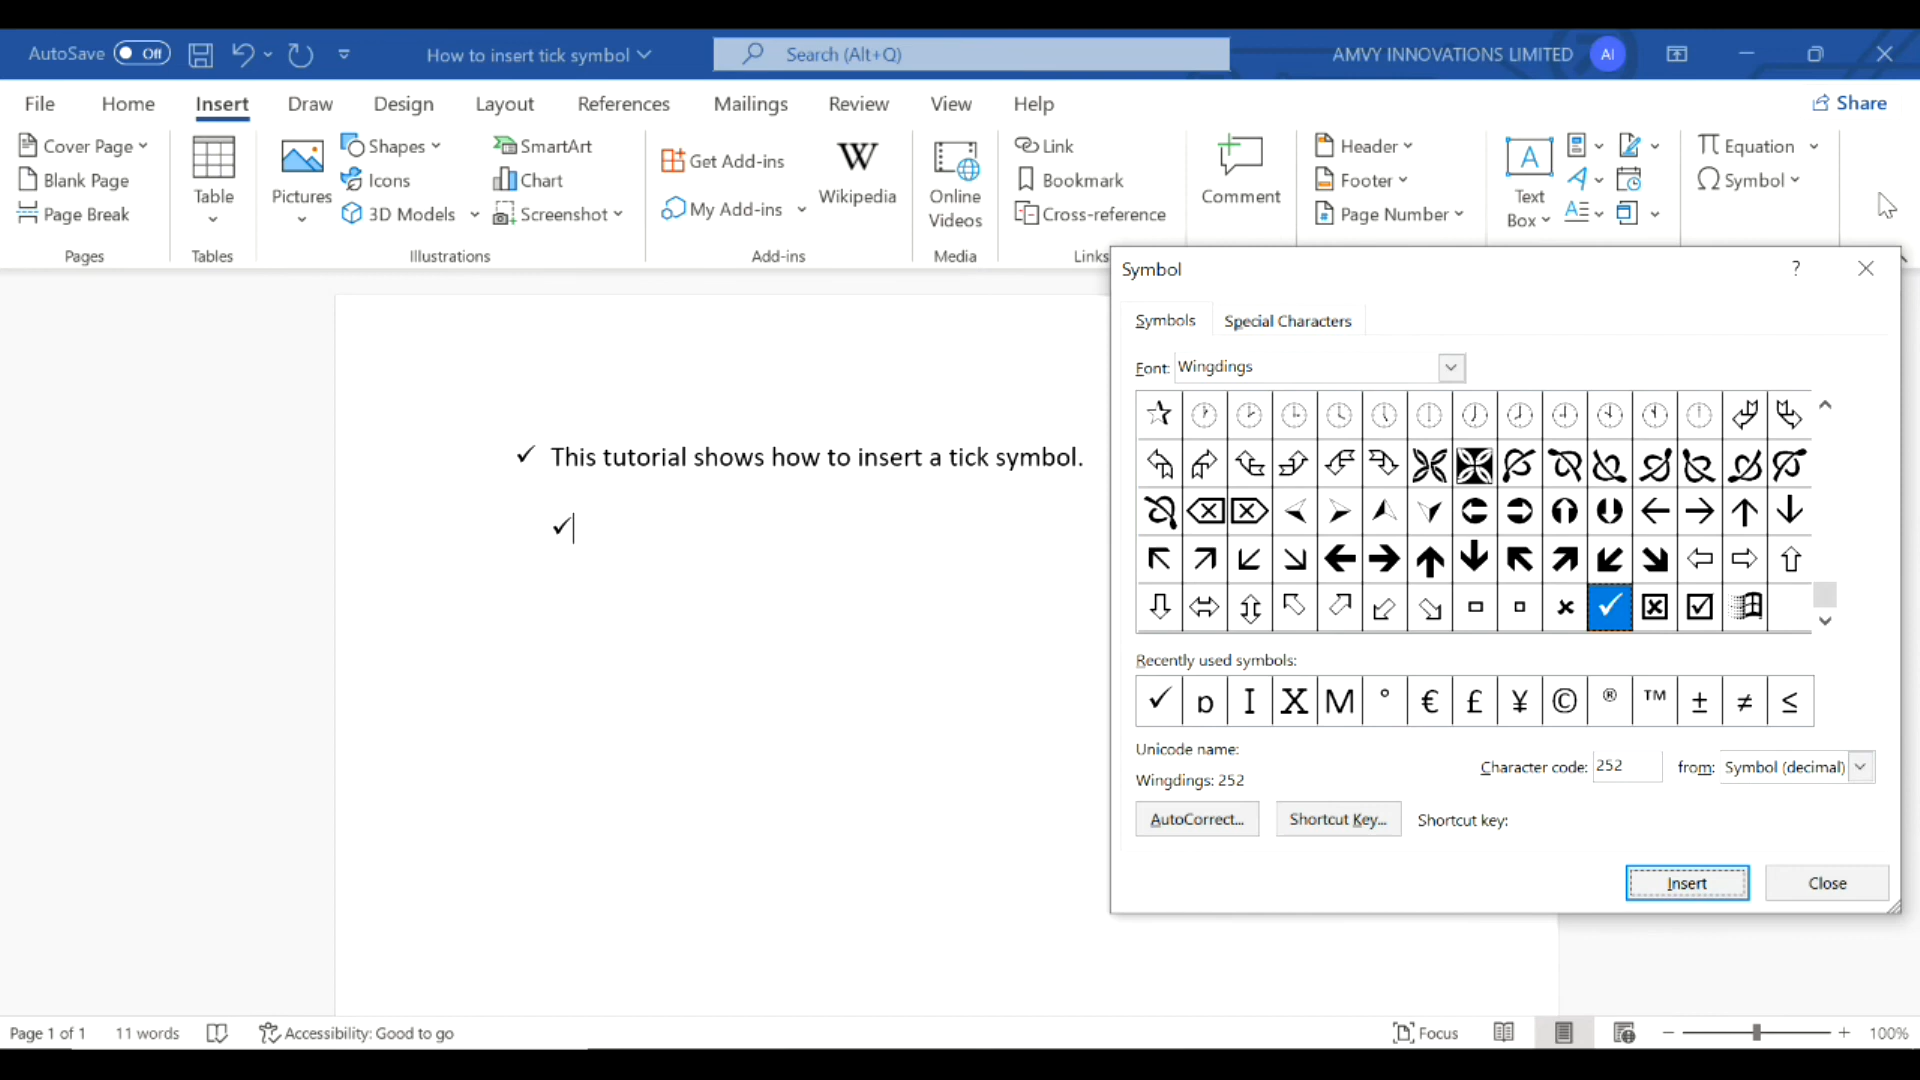 AutoSave Off How to insert tick symbol Search (Alt+Q) AMVY INNOVATIONS LIMITED AI
File Home Insert Draw Design Layout References Mailings Review View Help Share
Cover Page
Blank Page
Page Break
Pages
Table
Tables
Pictures
Shapes
Icons
3D Models
SmartArt
Chart
Screenshot
Illustrations
Get Add-ins
My Add-ins
W
Wikipedia
Add-ins
Online
Videos
Media
Link
Bookmark
Cross-reference
Links
Comment
Header
Footer
Page Number
A
Text
Box
Equation
Symbol
✓ This tutorial shows how to insert a tick symbol.
✓
Symbol ?
Symbols Special Characters
Font: Wingdings
Recently used symbols:
✓ ɒ I X M ° € £ ¥ © ® ™ ± ≠ ≤
Unicode name:
Wingdings: 252
Character code: 252 from: Symbol (decimal)
AutoCorrect... Shortcut Key... Shortcut key:
Insert Close
Page 1 of 1 11 words Accessibility: Good to go Focus 100%